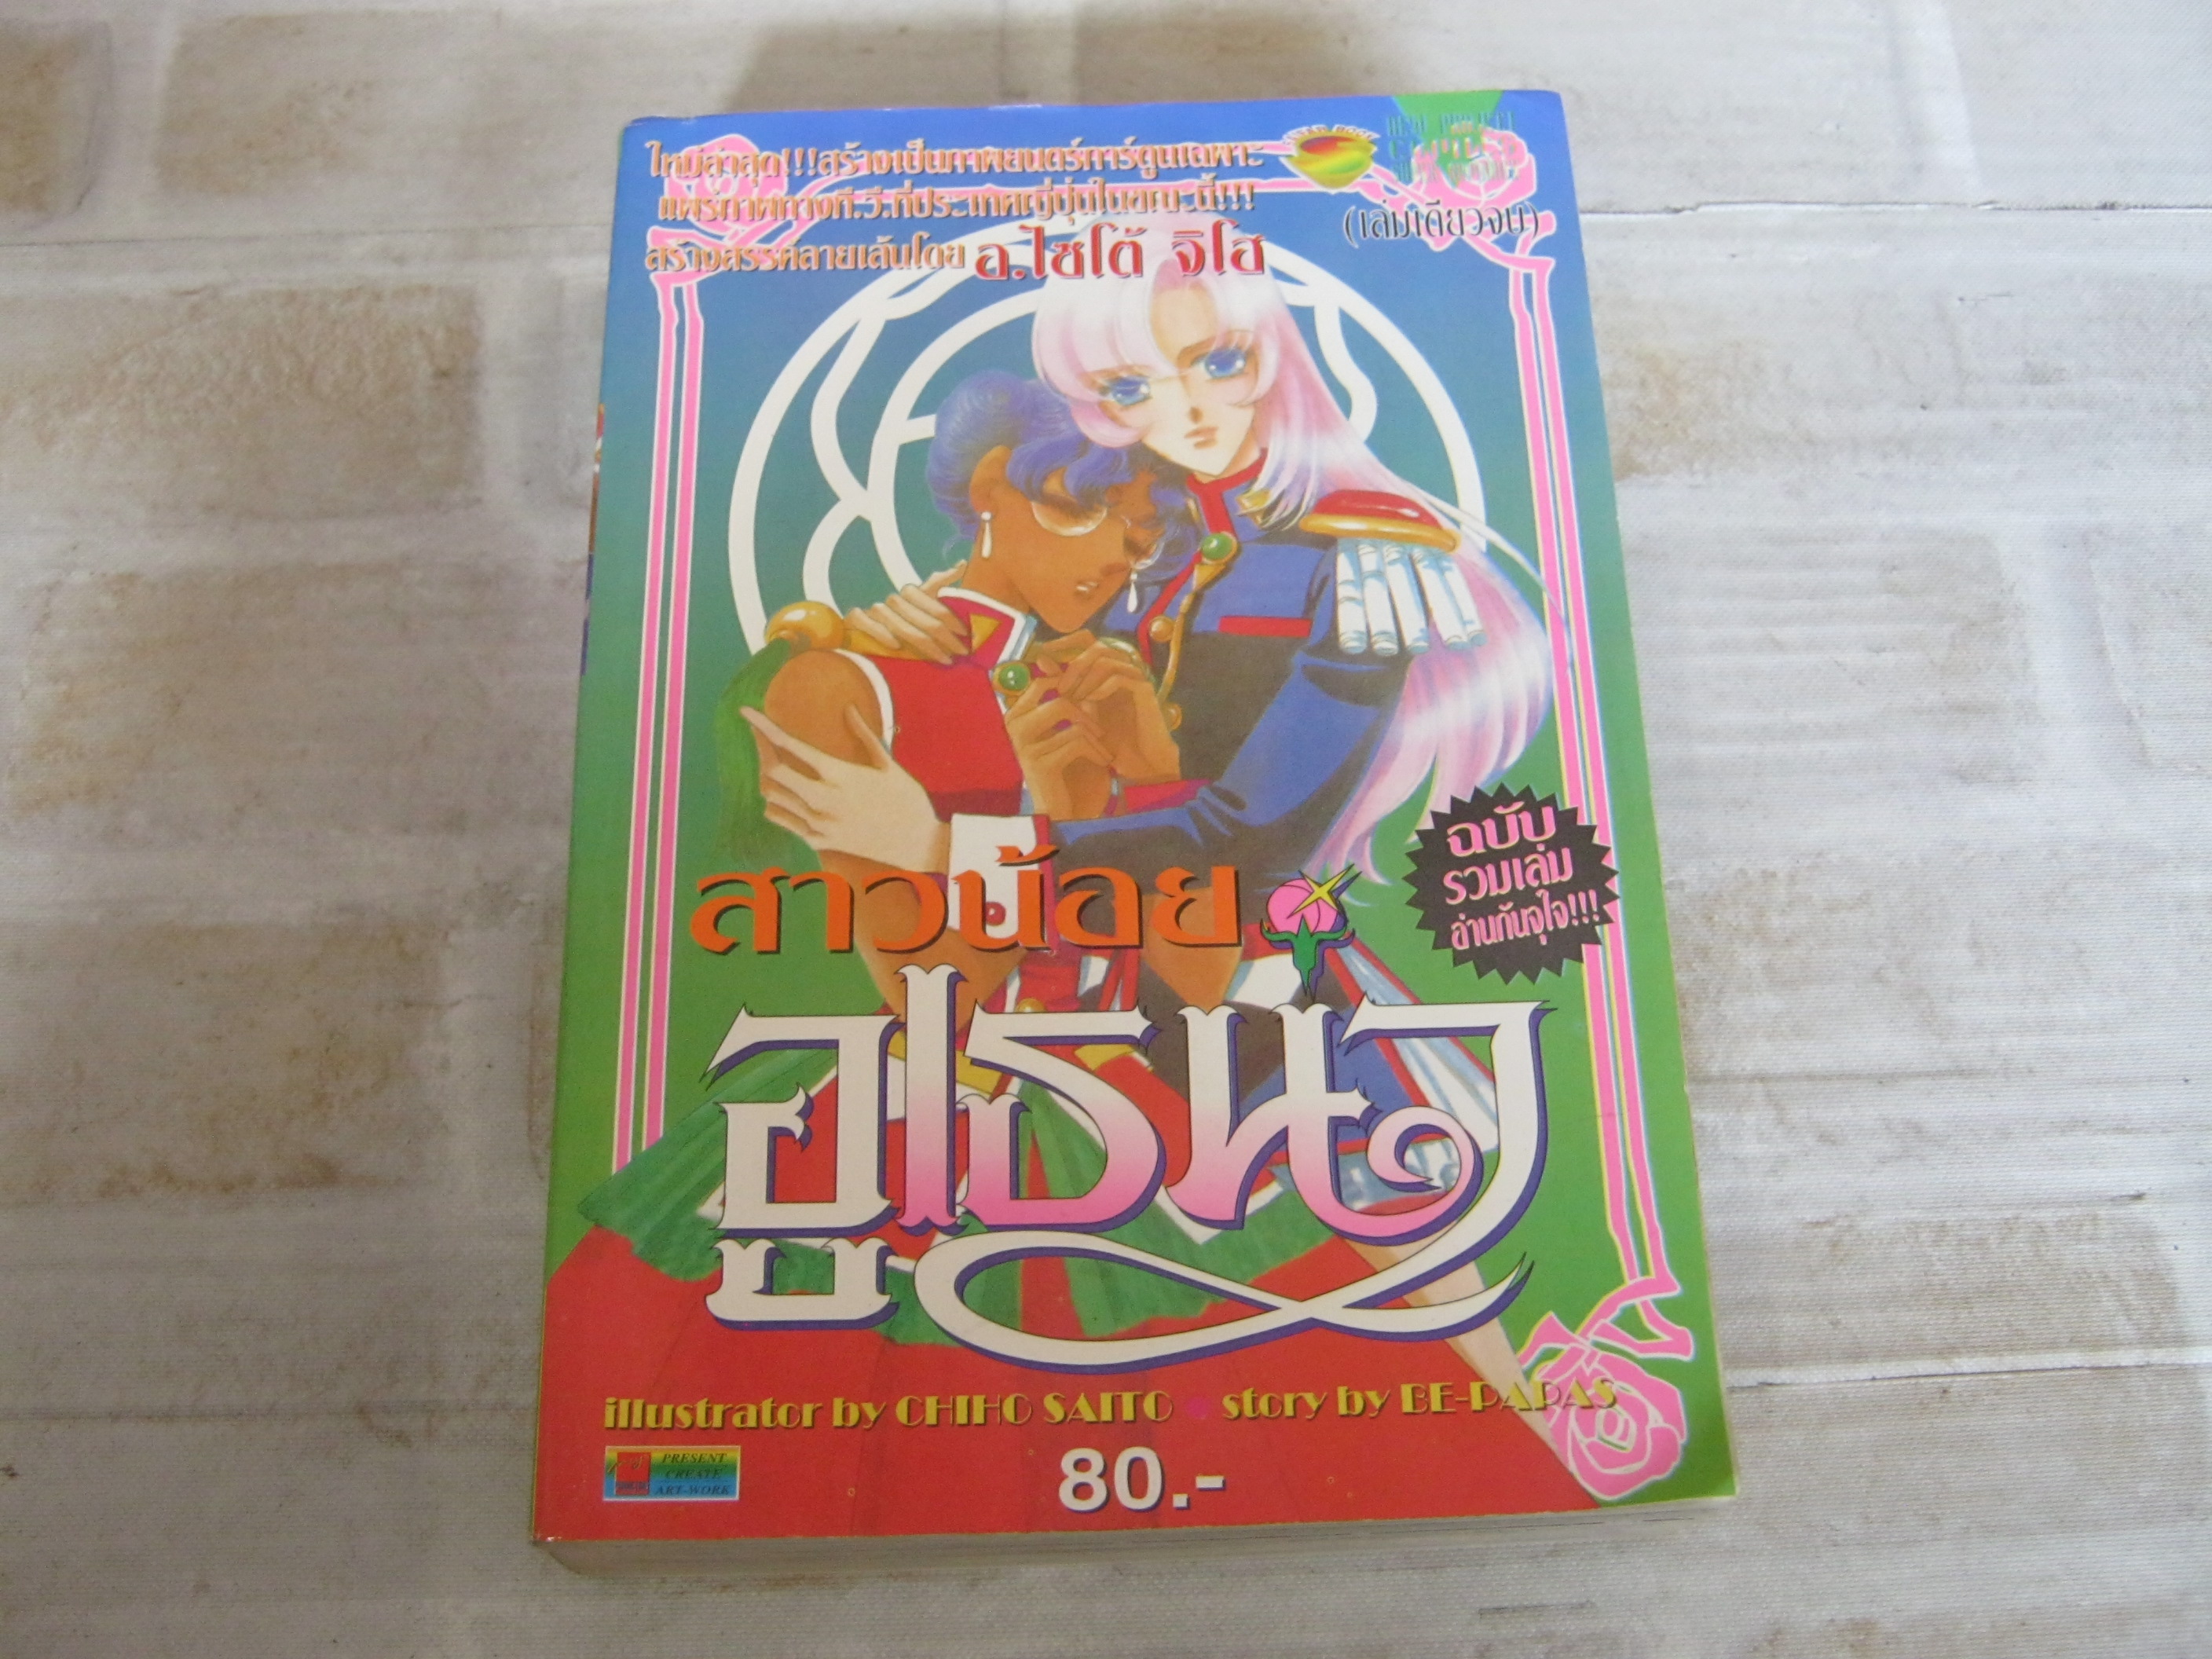 ใหม่ล่าสุด!!!สร้างเป็นภาพยนตร์การ์ตูนเฉพาะ
แพร่ภาพทางที.วี.ที่ประเทศญี่ปุ่นในขณะนี้!!!
สร้างสรรค์ลายเส้นโดย อ.ไซโต้ จิโฮ
(เล่มเดียวจบ)
ฉบับ
รวมเล่ม
อ่านกันจุใจ!!!
สาวน้อย
อูเธน่า
illustrator by CHIHO SAITO story by BE-PAPAS
PRESENT
CREATE
ART-WORK
80.-